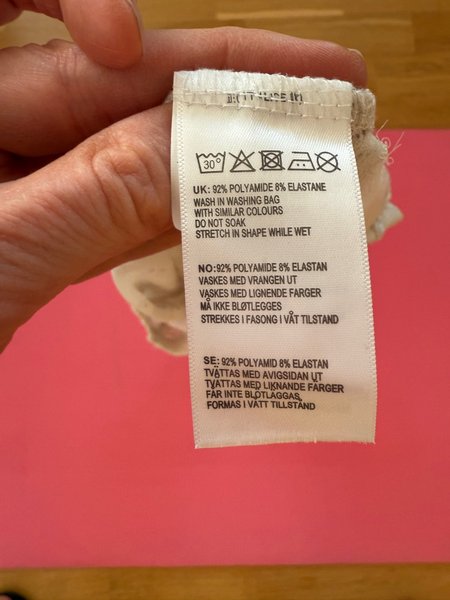 30°
UK: 92% POLYAMIDE 8% ELASTANE
WASH IN WASHING BAG
WITH SIMILAR COLOURS
DO NOT SOAK
STRETCH IN SHAPE WHILE WET
NO:92% POLYAMIDE 8% ELASTAN
VASKES MED VRANGEN UT
VASKES MED LIGNENDE FARGER
MÅ IKKE BLØTLEGGES
STREKKES I FASONG I VÅT TILSTAND
SE: 92% POLYAMID 8% ELASTAN
TVÄTTAS MED AVIGSIDAN UT
TVÄTTAS MED LIKNANDE FÄRGER
FÅR INTE BLÖTLÄGGAS
FORMAS I VÅTT TILLSTÅND